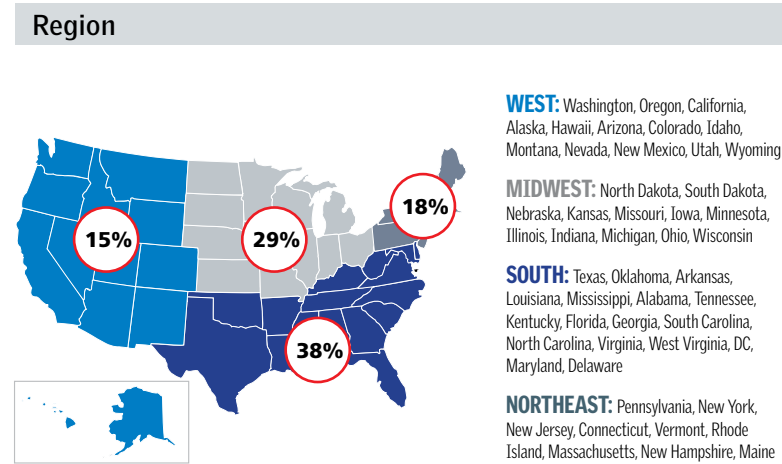 Region
WEST: Washington, Oregon, California,
Alaska, Hawaii, Arizona, Colorado, Idaho,
Montana, Nevada, New Mexico, Utah, Wyoming
MIDWEST: North Dakota, South Dakota,
Nebraska, Kansas, Missouri, Iowa, Minnesota,
Illinois, Indiana, Michigan, Ohio, Wisconsin
SOUTH: Texas, Oklahoma, Arkansas,
Louisiana, Mississippi, Alabama, Tennessee,
Kentucky, Florida, Georgia, South Carolina,
North Carolina, Virginia, West Virginia, DC,
Maryland, Delaware
NORTHEAST: Pennsylvania, New York,
New Jersey, Connecticut, Vermont, Rhode
Island, Massachusetts, New Hampshire, Maine
18%
15%
29%
38%